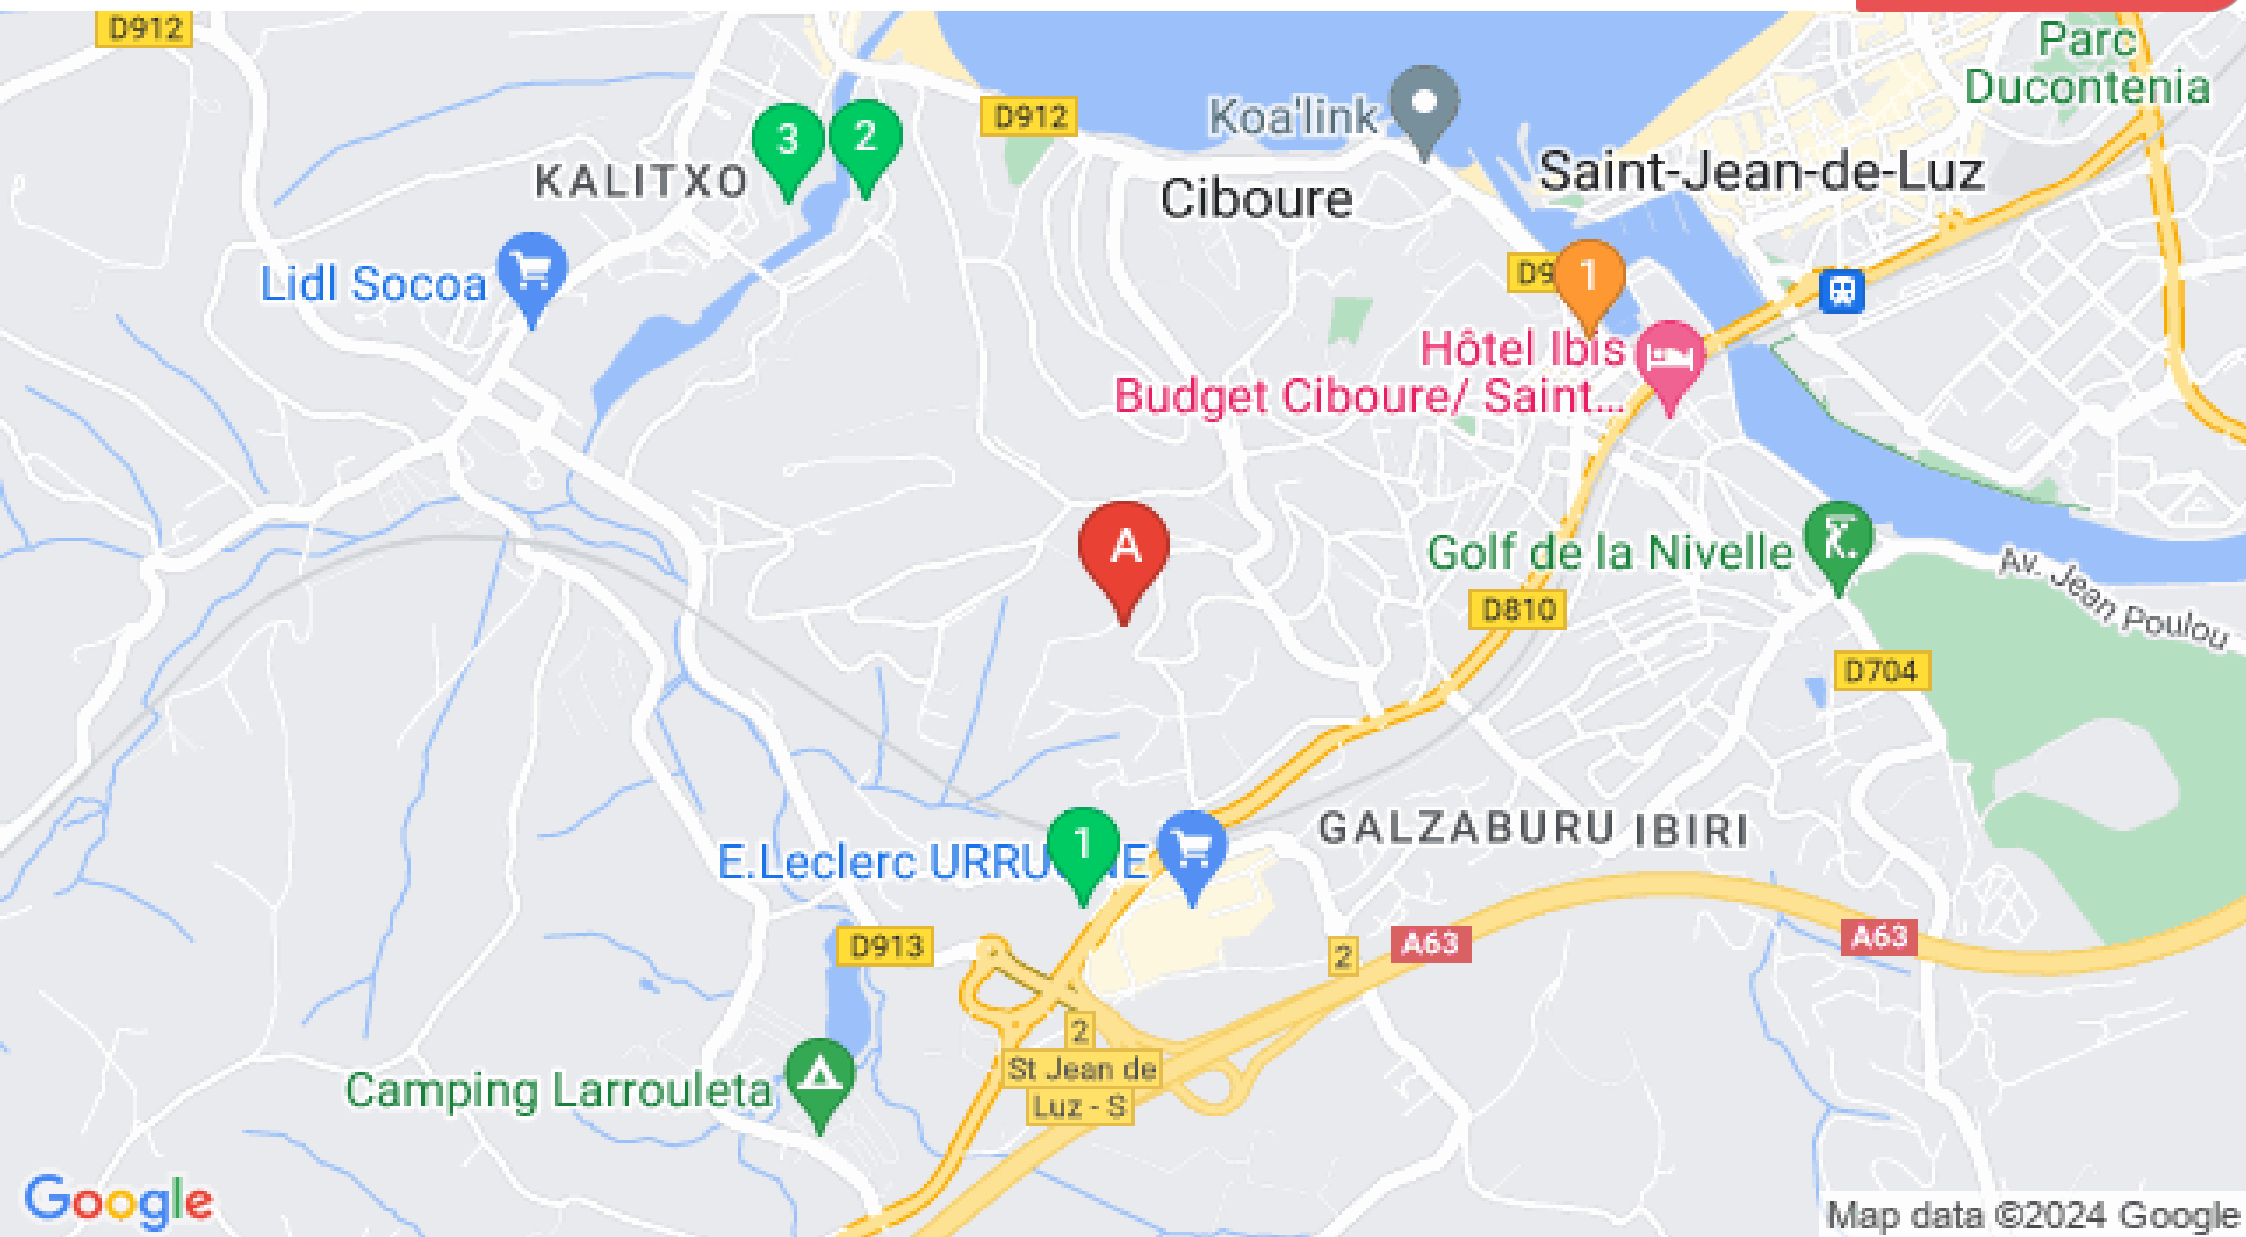 D912
Parc
Ducontenia
D912
Koa'link
3
2
KALITXO
Saint-Jean-de-Luz
Ciboure
Lidl Socoa
D9
1
Hôtel Ibis
Budget Ciboure/ Saint...
A
Golf de la Nivelle
Av. Jean Poulou
D810
D704
GALZABURU
IBIRI
1
E.Leclerc
D913
2
A63
A63
2
St Jean de
Luz - S
Camping Larrouleta
Google
Map data ©2024 Google